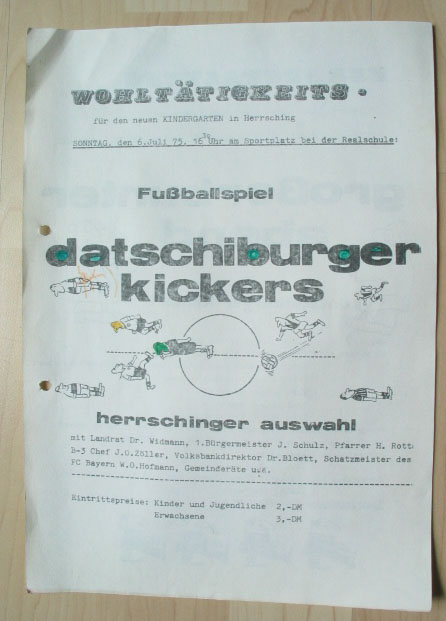 WOHLTÄTIGKEITS -
für den neuen KINDERGARTEN in Herrsching
SONNTAG, den 6.Juli 75, 16³⁰ Uhr am Sportplatz bei der Realschule:
Fußballspiel
datschiburger
kickers
herrschinger auswahl
mit Landrat Dr. Widmann, 1.Bürgermeister J. Schulz, Pfarrer H. Rott
B-3 Chef J.O.Zöller, Volksbankdirektor Dr.Bloett, Schatzmeister des
FC Bayern W.O.Hofmann, Gemeinderäte usw.
Eintrittspreise: Kinder und Jugendliche 2,-DM
Erwachsene 3,-DM